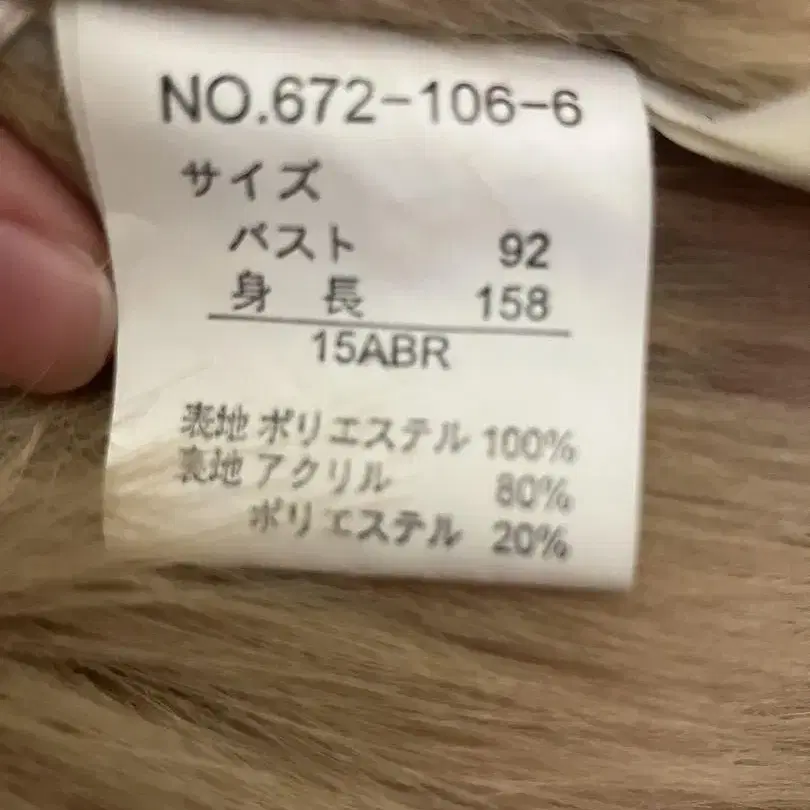 NO.672-106-6
サイズ
バスト 92
身 長 158
15ABR
表地 ポリエステル 100%
裏地 アクリル 80%
ポリエステル 20%